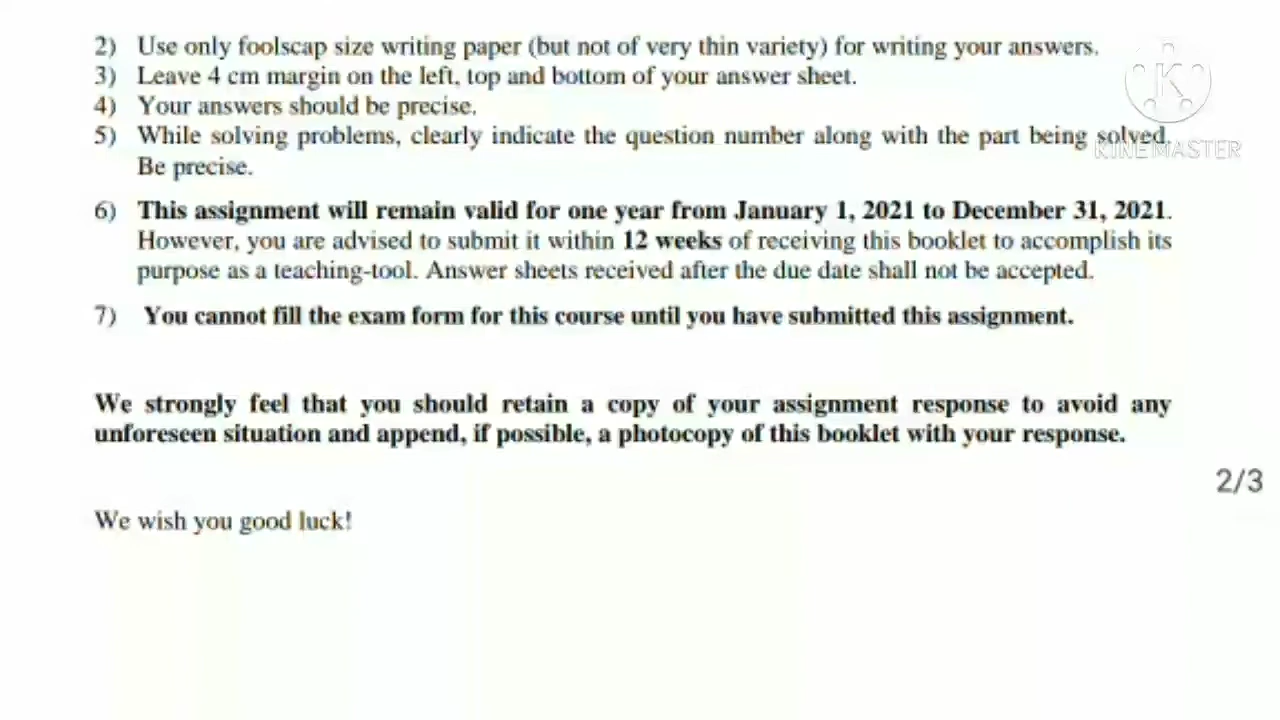 2) Use only foolscap size writing paper (but not of very thin variety) for writing your answers.
3) Leave 4 cm margin on the left, top and bottom of your answer sheet.
4) Your answers should be precise.
5) While solving problems, clearly indicate the question number along with the part being solved.
Be precise.
6) This assignment will remain valid for one year from January 1, 2021 to December 31, 2021.
However, you are advised to submit it within 12 weeks of receiving this booklet to accomplish its
purpose as a teaching-tool. Answer sheets received after the due date shall not be accepted.
7) You cannot fill the exam form for this course until you have submitted this assignment.
We strongly feel that you should retain a copy of your assignment response to avoid any
unforeseen situation and append, if possible, a photocopy of this booklet with your response.
2/3
We wish you good luck!
K
KINEMASTER